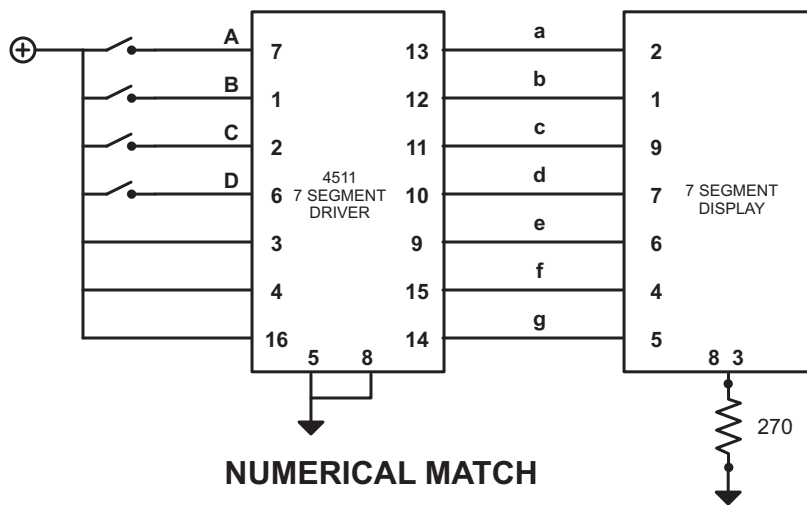 A 7 13 a 2
B 1 12 b 1
C 2 11 c 9
4511
7 SEGMENT
DRIVER
D 6 10 d 7
7 SEGMENT
DISPLAY
3 9 e 6
4 15 f 4
16 14 g 5
5 8
8 3
270
NUMERICAL MATCH